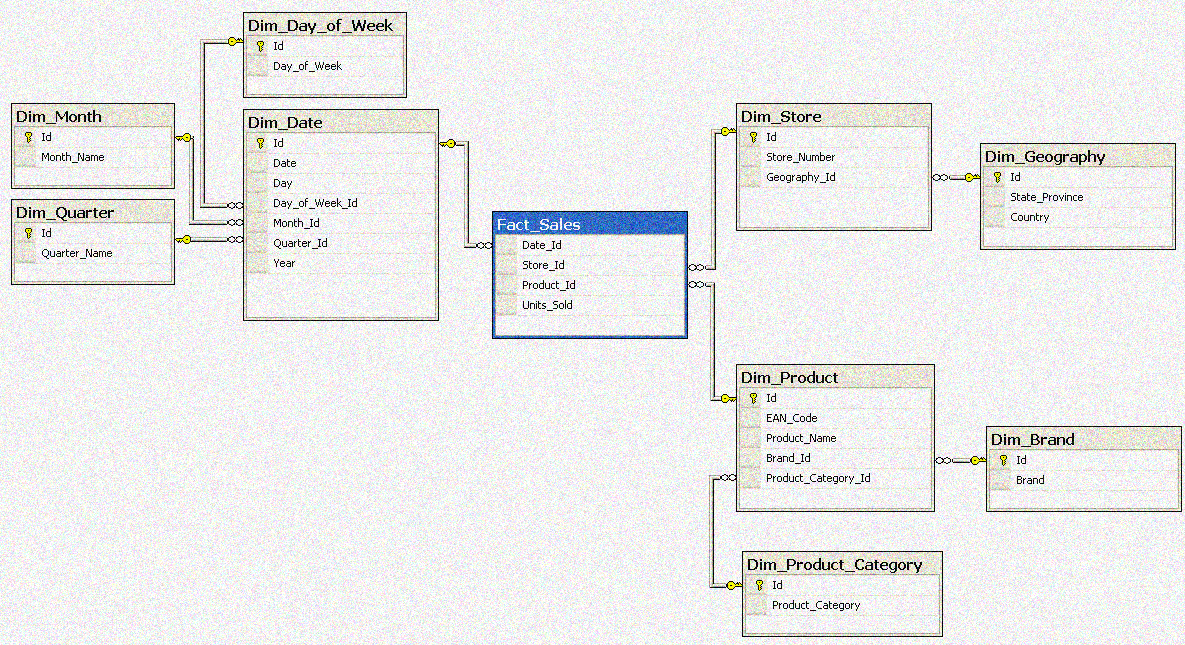 Dim_Day_of_Week
Id
Day_of_Week
Dim_Month
Id
Month_Name
Dim_Quarter
Id
Quarter_Name
Dim_Date
Id
Date
Day
Day_of_Week_Id
Month_Id
Quarter_Id
Year
Fact_Sales
Date_Id
Store_Id
Product_Id
Units_Sold
Dim_Store
Id
Store_Number
Geography_Id
Dim_Geography
Id
State_Province
Country
Dim_Product
Id
EAN_Code
Product_Name
Brand_Id
Product_Category_Id
Dim_Brand
Id
Brand
Dim_Product_Category
Id
Product_Category